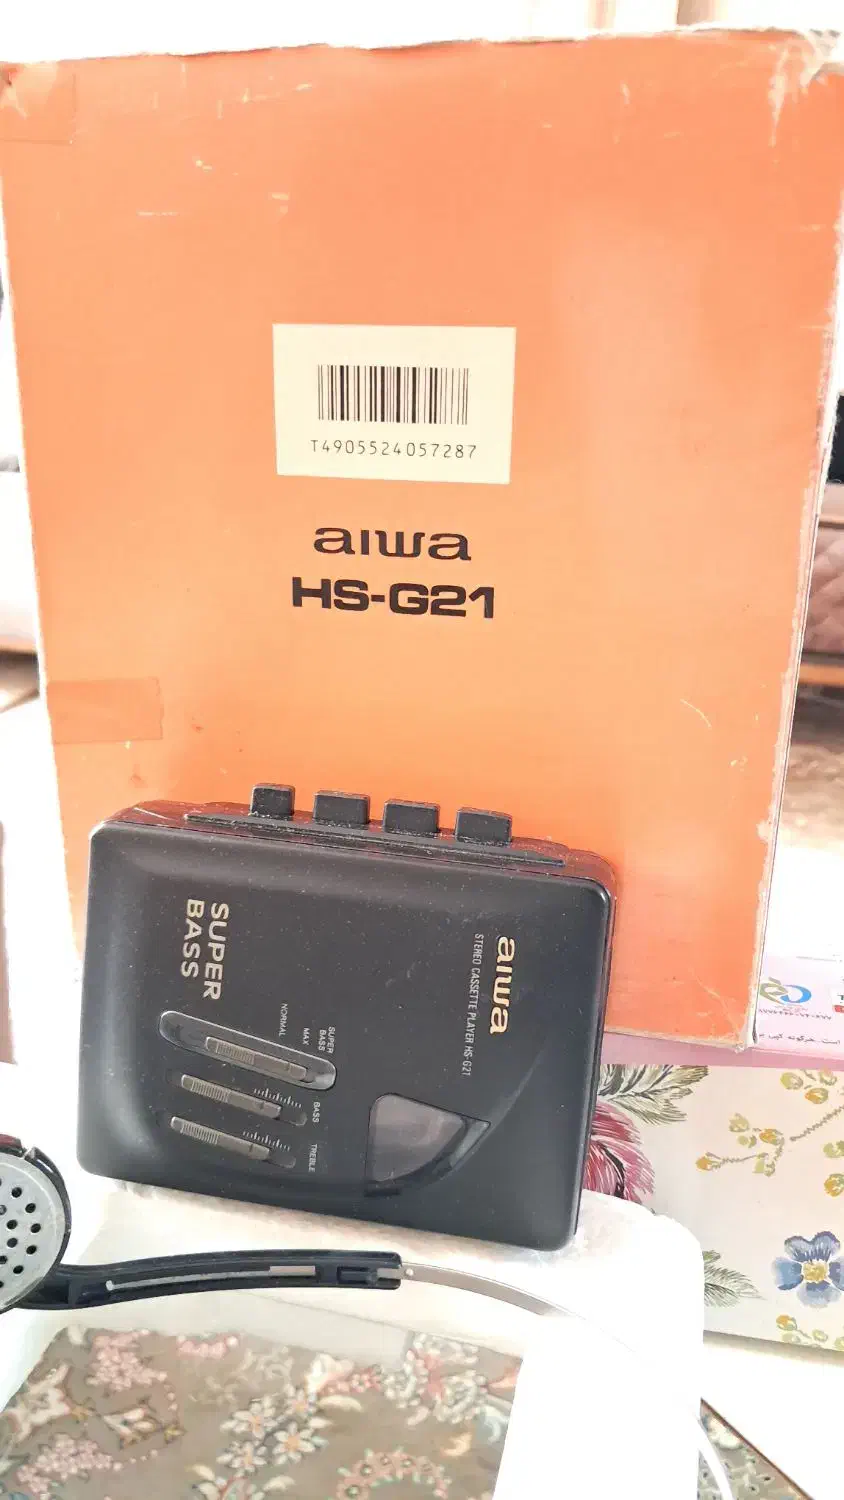 T4905524057287
aiwa
HS-G21
aiwa
STEREO CASSETTE PLAYER HS-G21
SUPER
BASS
SUPER
BASS
MAX
NORMAL
BASS
TREBLE